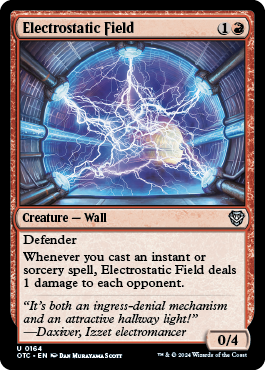 Electrostatic Field 1
Creature — Wall
Defender
Whenever you cast an instant or
sorcery spell, Electrostatic Field deals
1 damage to each opponent.
"It's both an ingress-denial mechanism
and an attractive hallway light!"
—Daxiver, Izzet electromancer
0/4
U 0164
OTC • EN Dan Murayama Scott
™ & © 2024 Wizards of the Coast